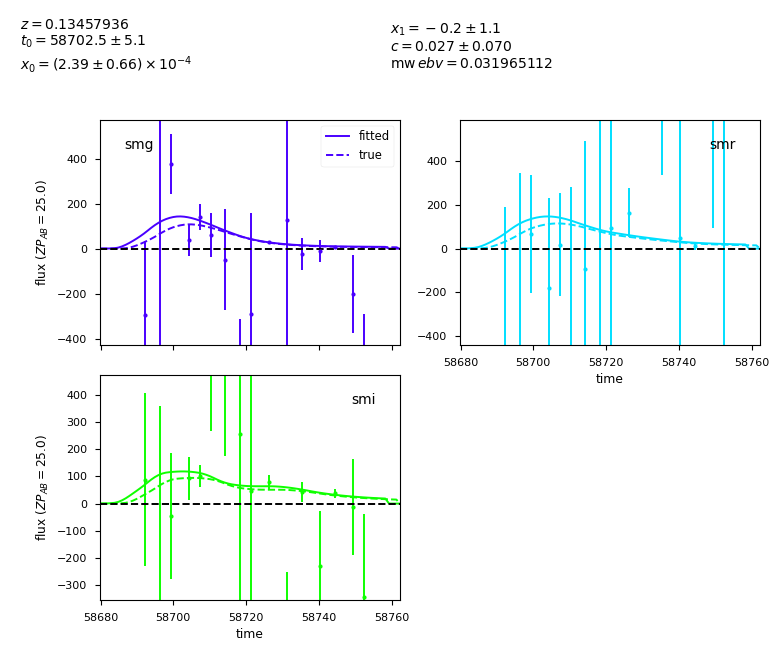 z = 0.13457936
t₀ = 58702.5 ± 5.1
x₀ = (2.39 ± 0.66) × 10⁻⁴
x₁ = −0.2 ± 1.1
c = 0.027 ± 0.070
mw ebv = 0.031965112
smg
fitted
true
flux (ZP_AB = 25.0)
400
200
0
−200
−400
smr
400
200
0
−200
−400
58680
58700
58720
58740
58760
time
smi
flux (ZP_AB = 25.0)
400
300
200
100
0
−100
−200
−300
58680
58700
58720
58740
58760
time